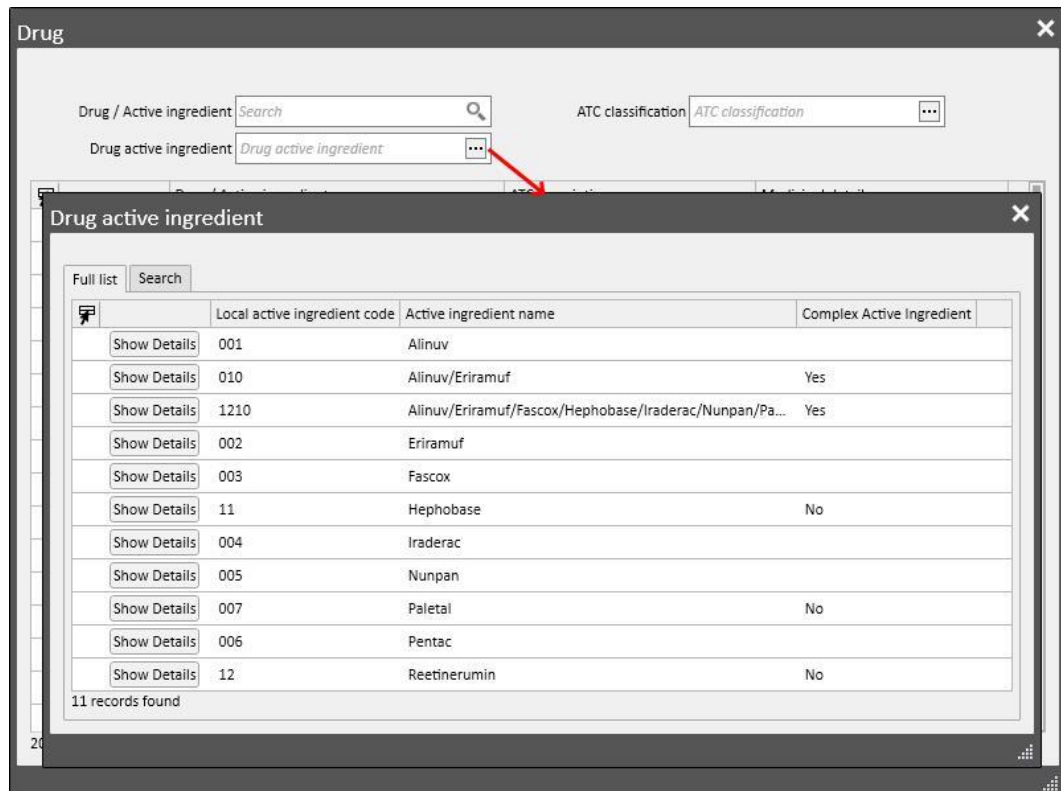 Drug
Drug / Active ingredient Search ATC classification ATC classification
Drug active ingredient Drug active ingredient
Drug active ingredient
Full list Search
Local active ingredient code Active ingredient name Complex Active Ingredient
Show Details 001 Alinuv
Show Details 010 Alinuv/Eriramuf Yes
Show Details 1210 Alinuv/Eriramuf/Fascox/Hephobase/Iraderac/Nunpan/Pa... Yes
Show Details 002 Eriramuf
Show Details 003 Fascox
Show Details 11 Hephobase No
Show Details 004 Iraderac
Show Details 005 Nunpan
Show Details 007 Paletal No
Show Details 006 Pentac
Show Details 12 Reetinerumin No
11 records found
20